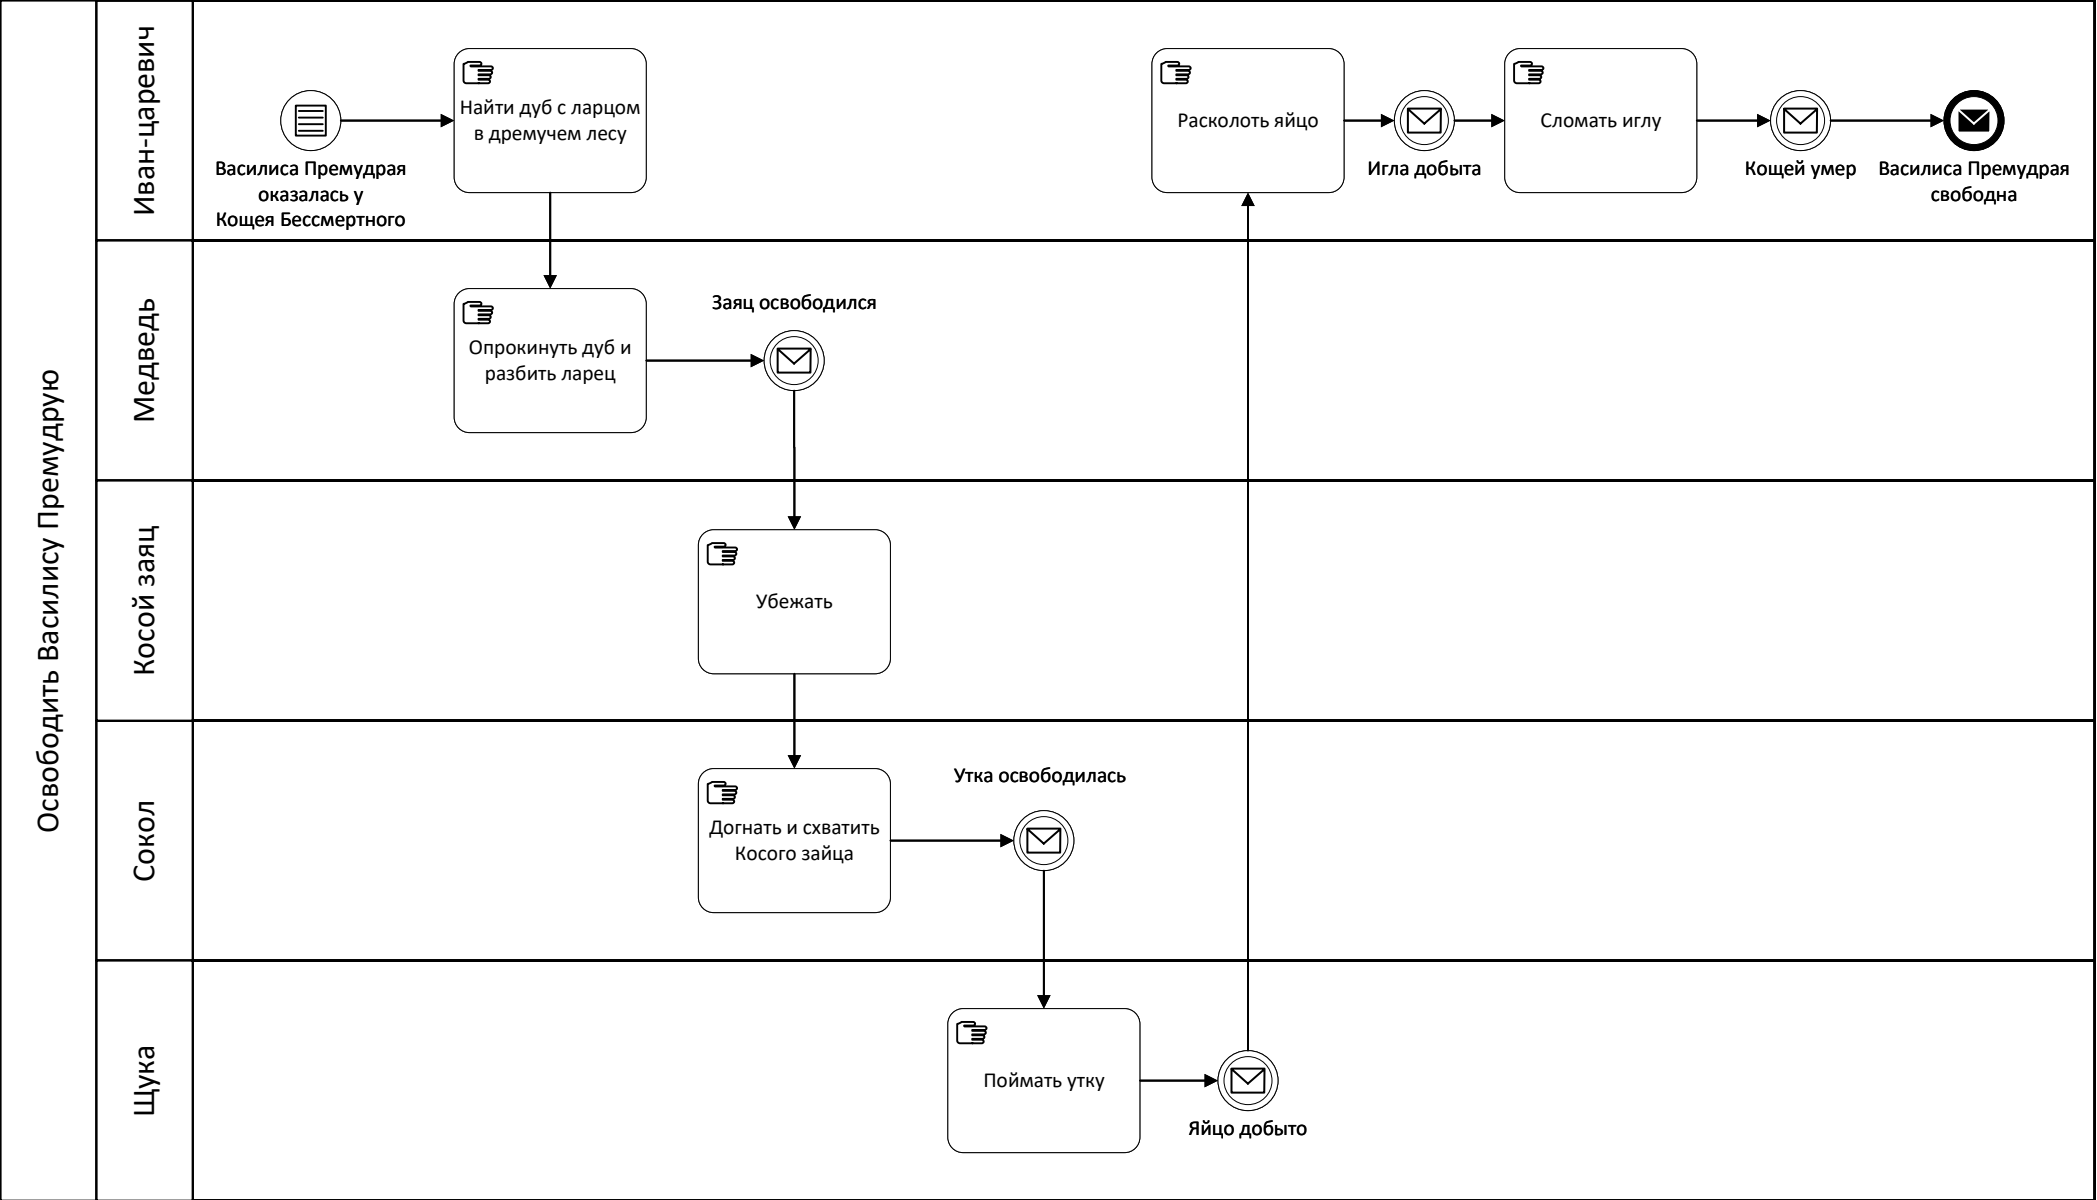 Освободить Василису Премудрую
Иван-царевич
Василиса Премудрая
оказалась у
Кощея Бессмертного
Найти дуб с ларцом
в дремучем лесу
Расколоть яйцо
Игла добыта
Сломать иглу
Кощей умер
Василиса Премудрая
свободна
Медведь
Опрокинуть дуб и
разбить ларец
Заяц освободился
Косой заяц
Убежать
Сокол
Догнать и схватить
Косого зайца
Утка освободилась
Щука
Поймать утку
Яйцо добыто